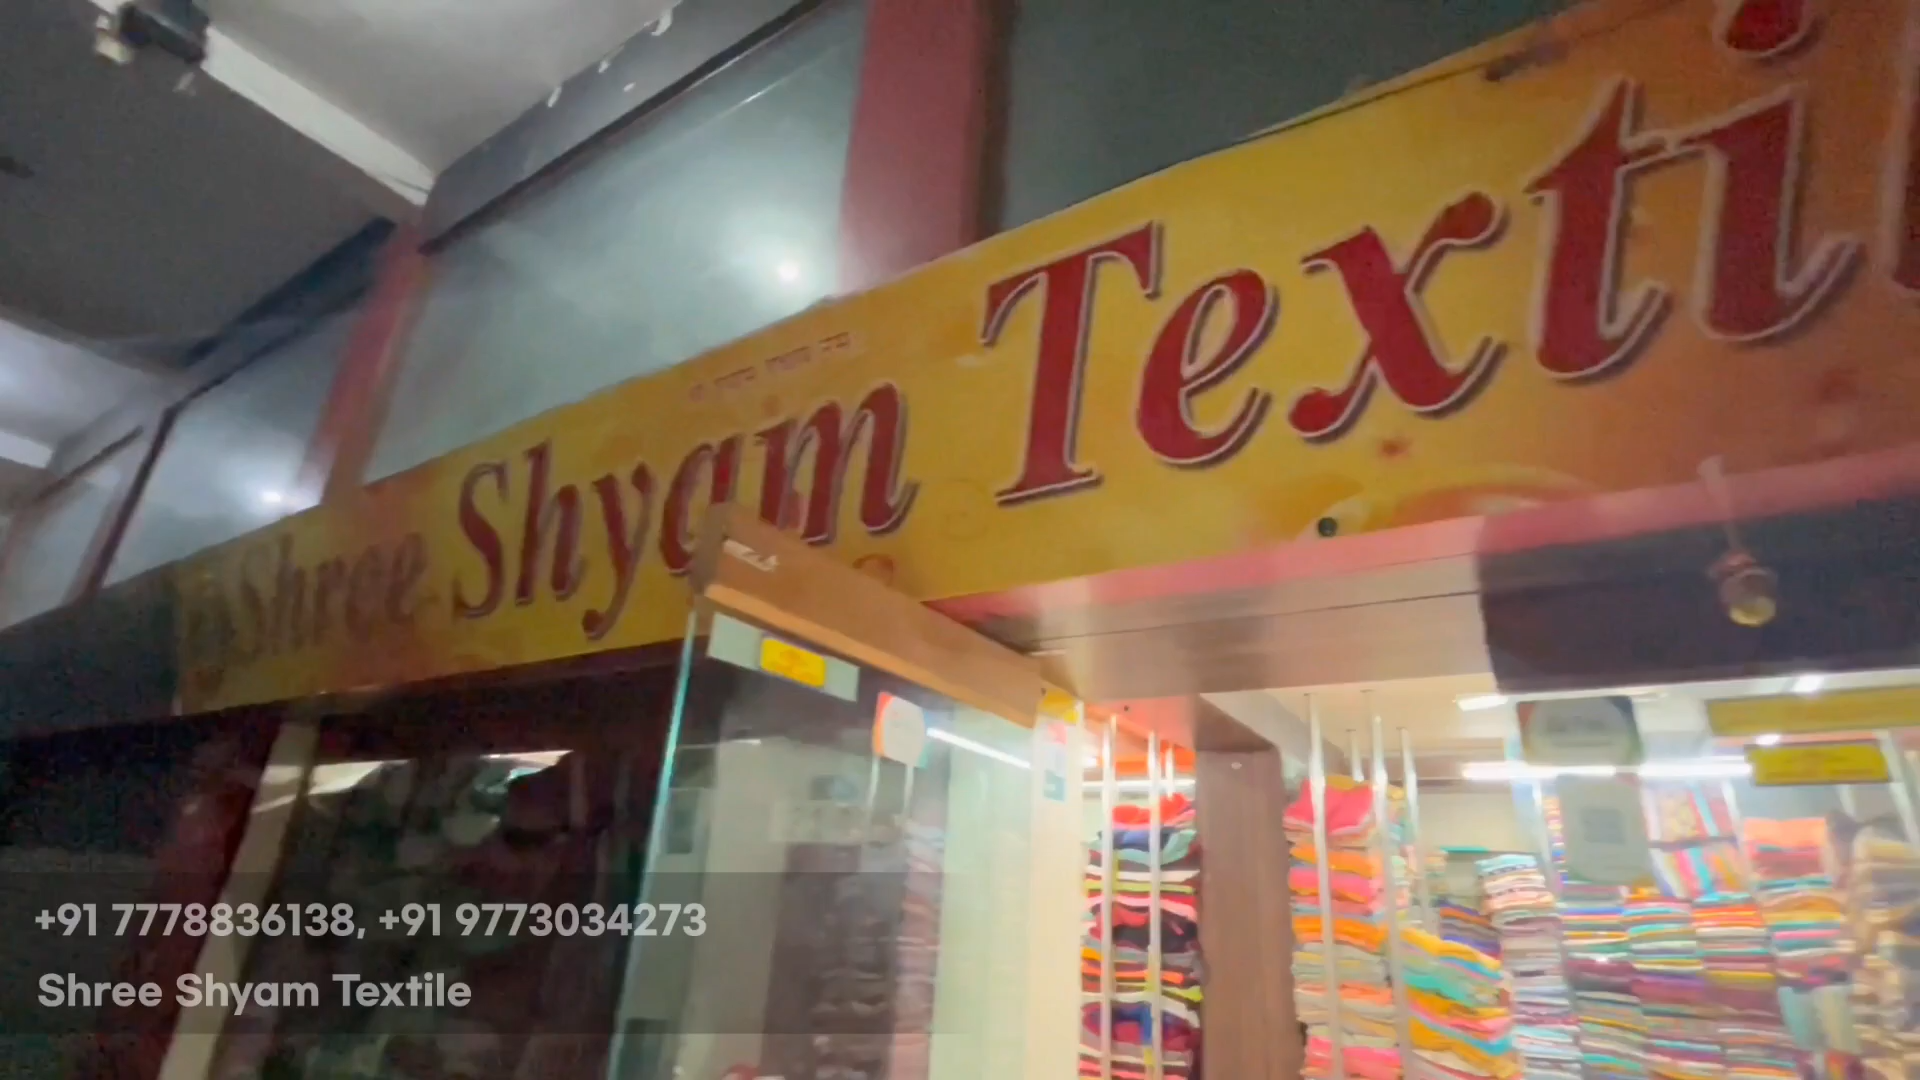 Shree Shyam Texti
+91 7778836138, +91 9773034273
Shree Shyam Textile